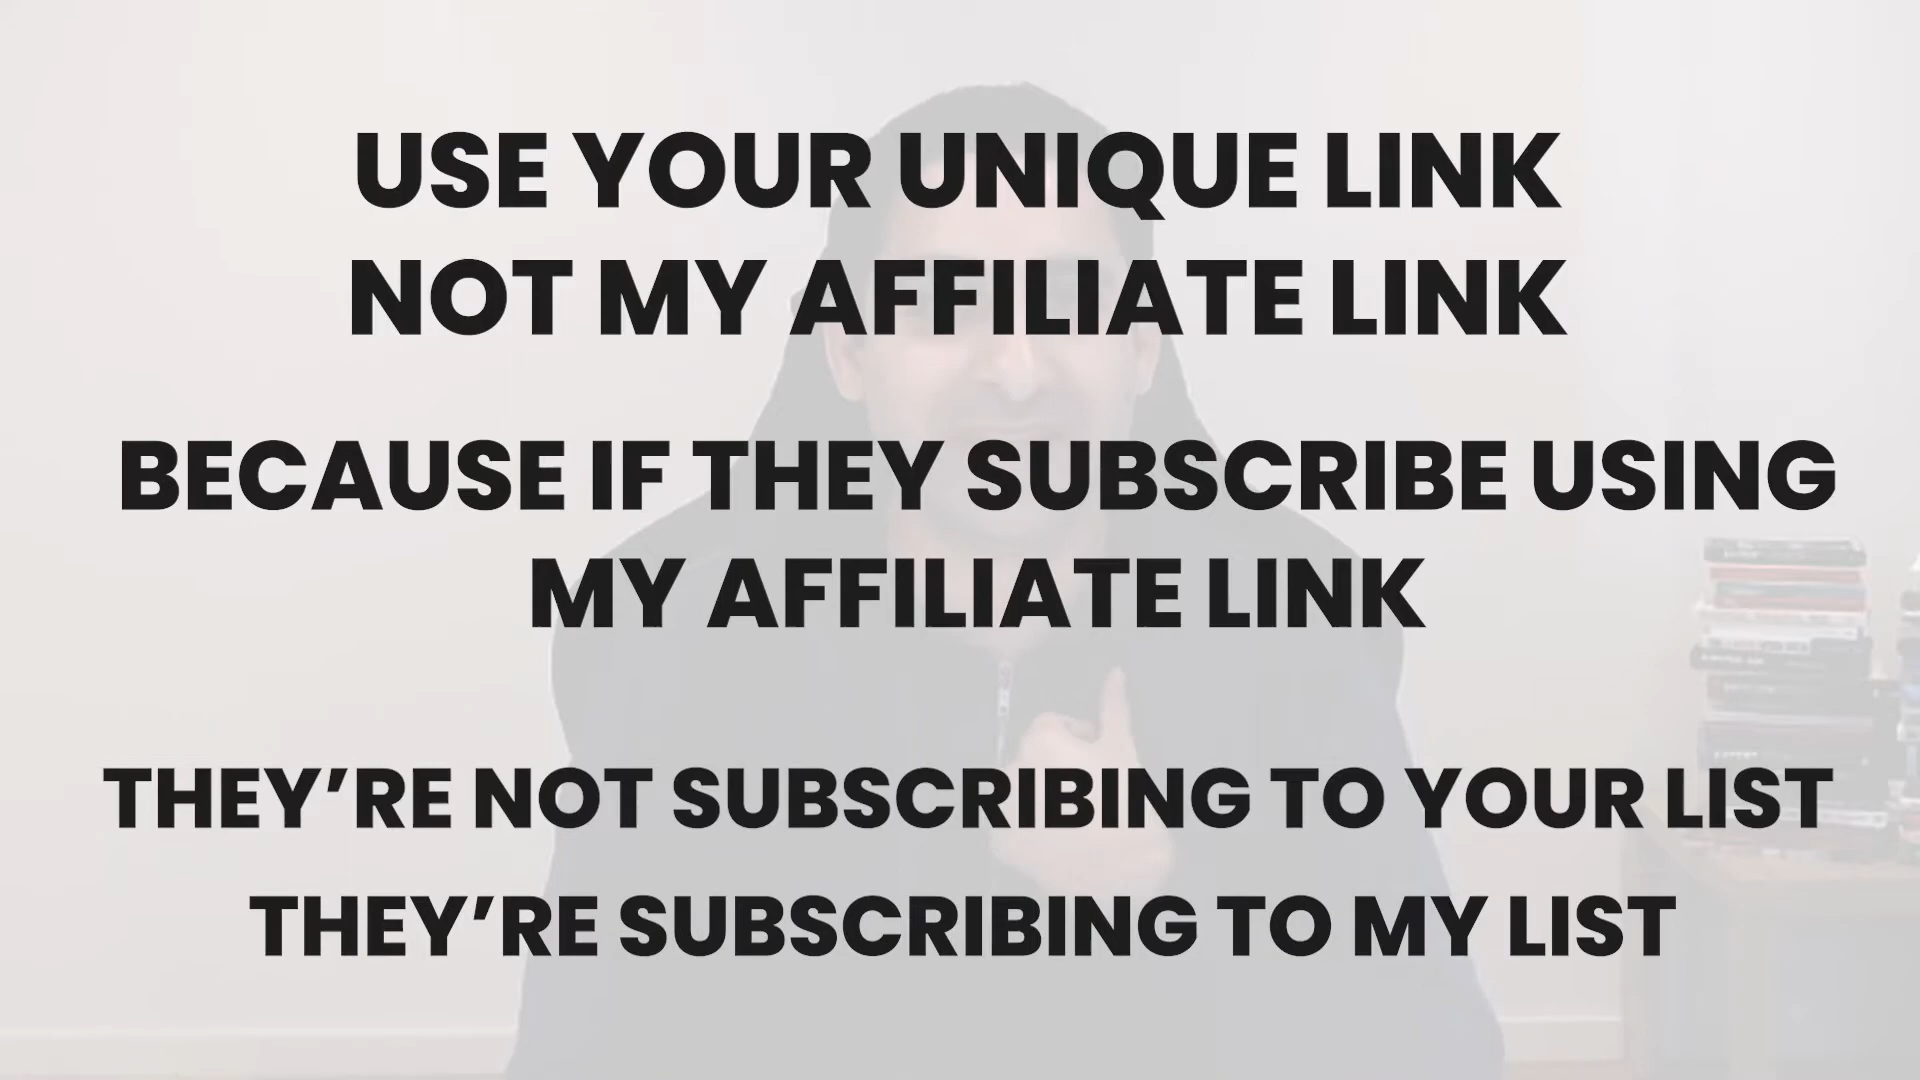 USE YOUR UNIQUE LINK
NOT MY AFFILIATE LINK
BECAUSE IF THEY SUBSCRIBE USING
MY AFFILIATE LINK
THEY’RE NOT SUBSCRIBING TO YOUR LIST
THEY’RE SUBSCRIBING TO MY LIST